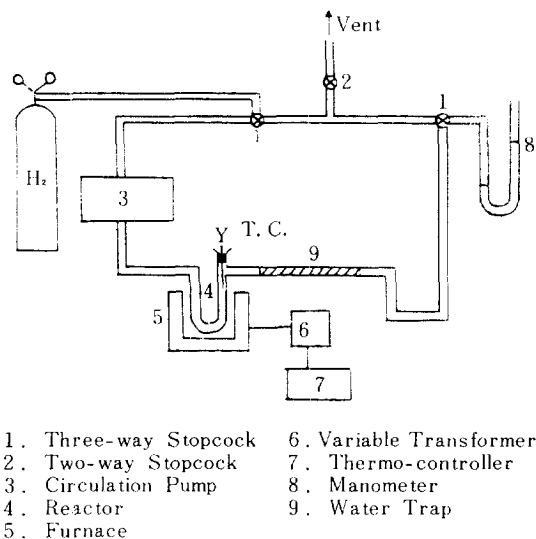 Vent
2
1
8
H₂
3
T. C.
9
4
5
6
7
1. Three-way Stopcock
2. Two-way Stopcock
3. Circulation Pump
4. Reactor
5. Furnace
6. Variable Transformer
7. Thermo-controller
8. Manometer
9. Water Trap